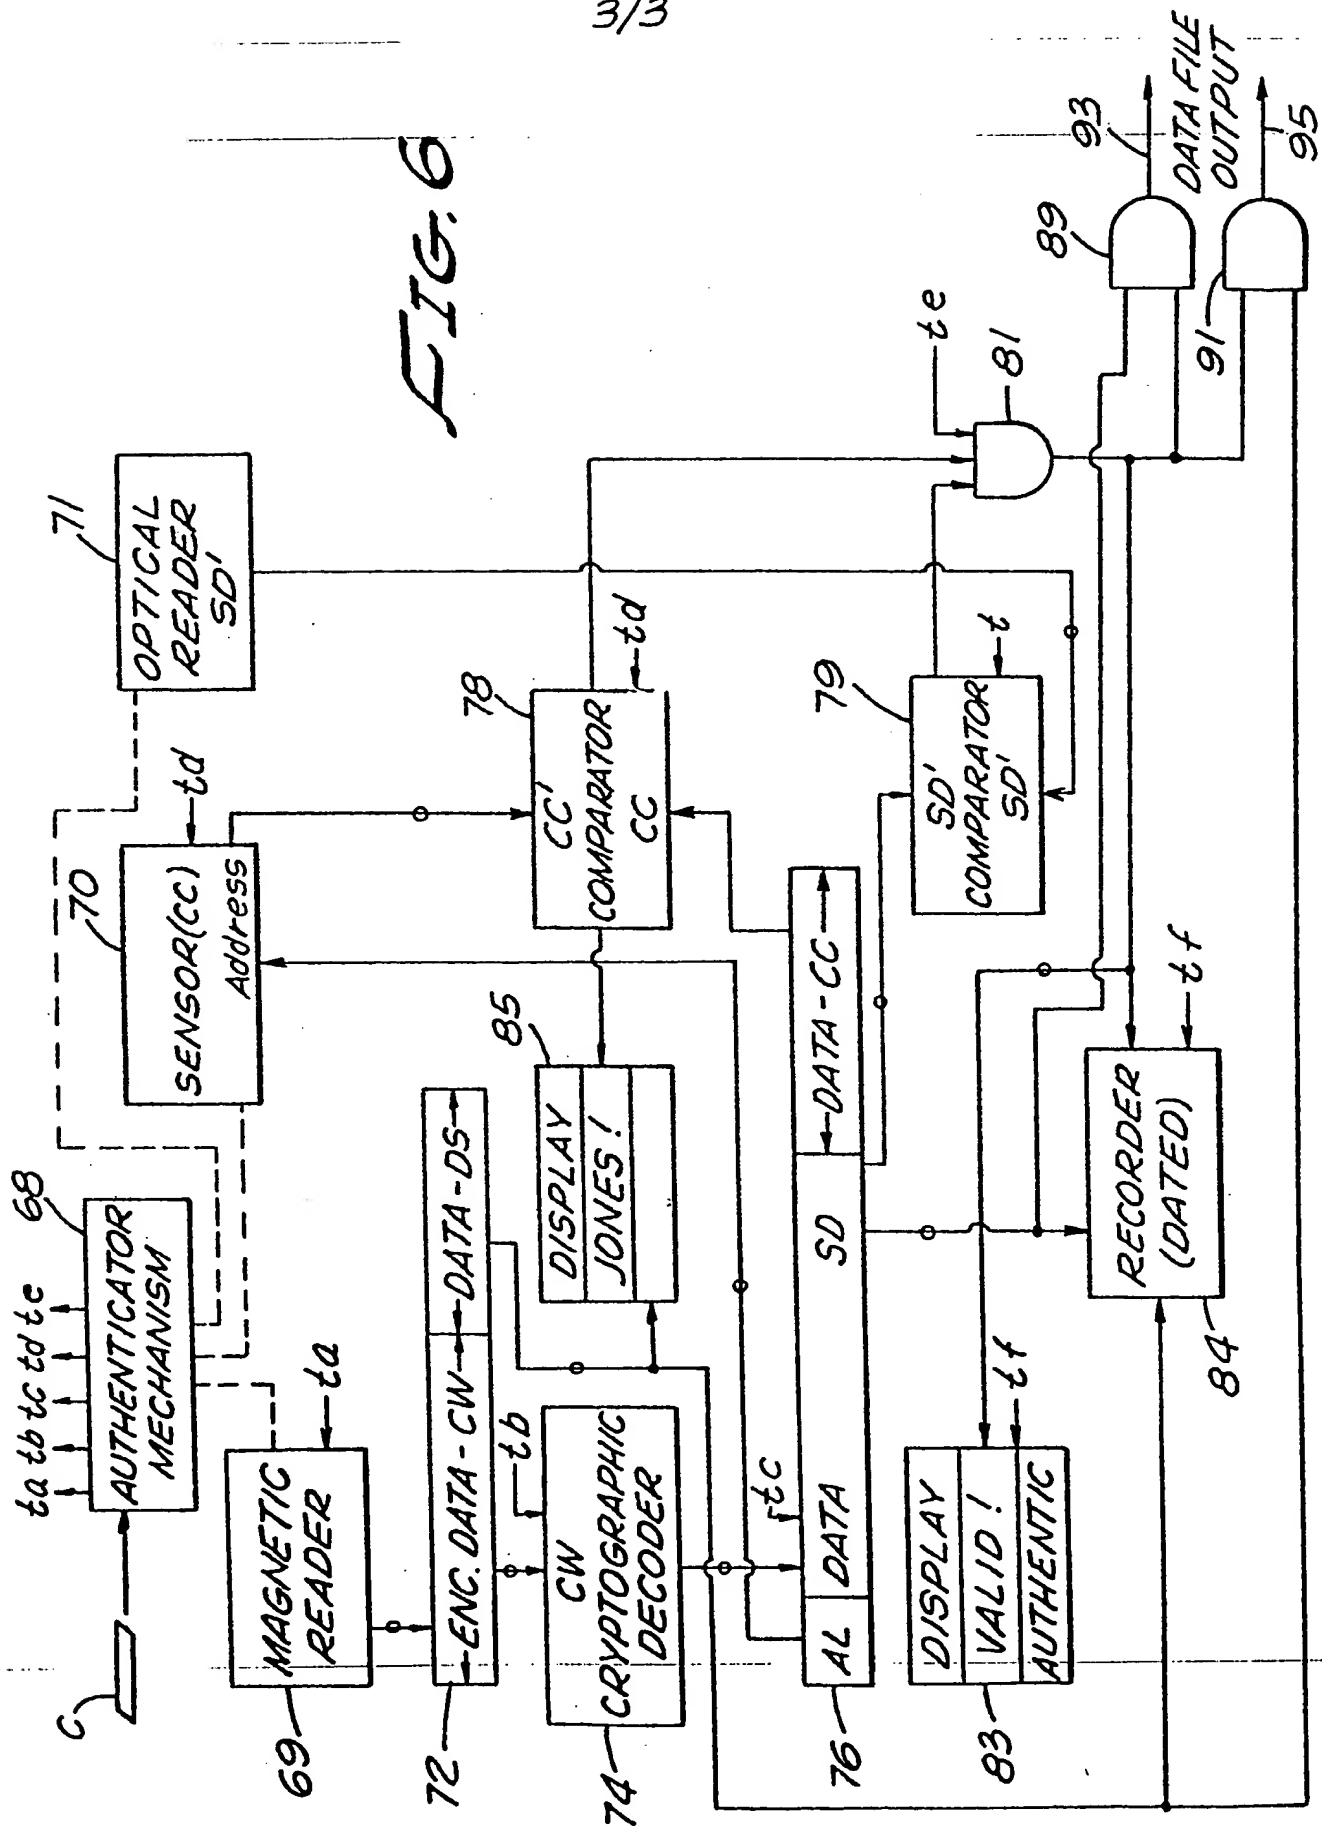 3/3
FIG. 6
C
ta tb tc td te
68
AUTHENTICATOR
MECHANISM
70
SENSOR(CC)
Address
td
71
OPTICAL
READER
SD'
69
MAGNETIC
READER
ta
72
ENC. DATA-CW
DATA-DS
tb
74
CW
CRYPTOGRAPHIC
DECODER
85
DISPLAY
JONES!
78
CC'
COMPARATOR
CC
td
te
81
tc
76
AL
DATA
SD
DATA-CC
79
SD'
COMPARATOR
SD'
t
83
DISPLAY
VALID!
AUTHENTIC
tf
84
RECORDER
(DATED)
tf
89
91
93
DATA FILE
OUTPUT
95